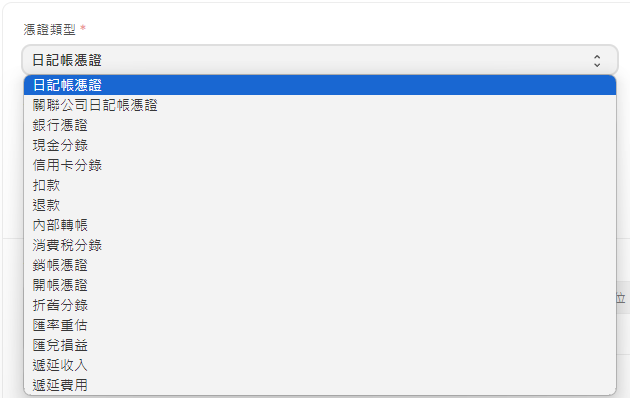 憑證類型 *
日記帳憑證
日記帳憑證
關聯公司日記帳憑證
銀行憑證
現金分錄
信用卡分錄
扣款
退款
內部轉帳
消費稅分錄
銷帳憑證
開帳憑證
折舊分錄
匯率重估
匯兌損益
遞延收入
遞延費用
位